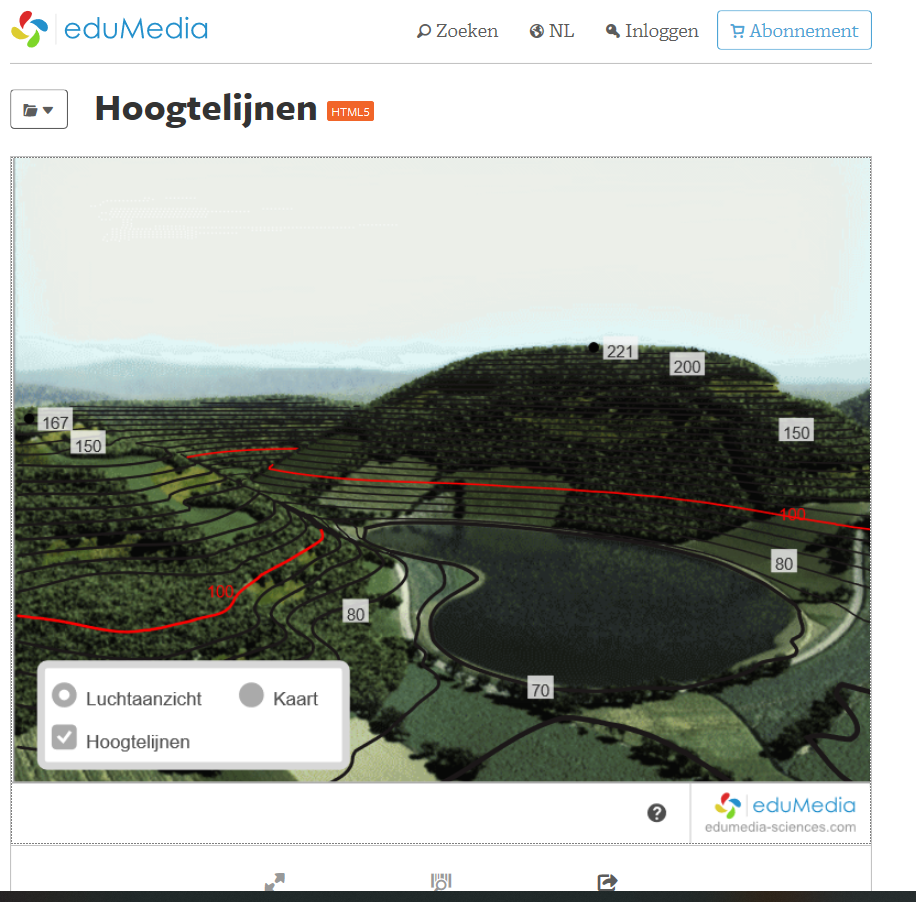 eduMedia
Zoeken NL Inloggen Abonnement
Hoogtelijnen HTML5
221
200
167
150
150
100
80
100
80
70
Luchtaanzicht Kaart
Hoogtelijnen
?
eduMedia
edumedia-sciences.com